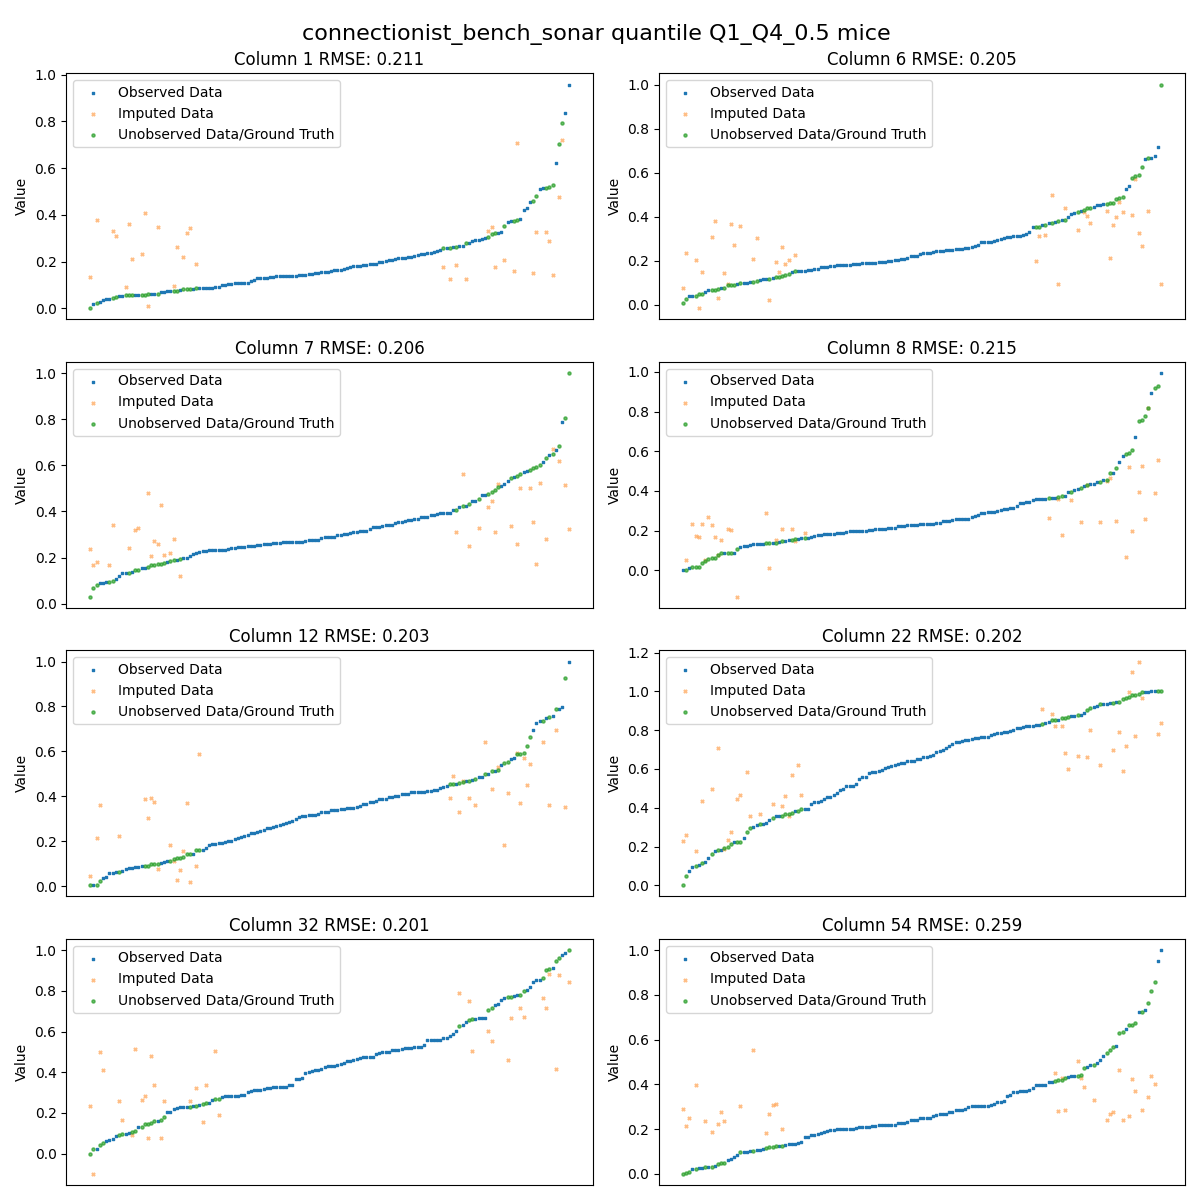 connectionist_bench_sonar quantile Q1_Q4_0.5 mice
Column 1 RMSE: 0.211
1.0
0.8
0.6
0.4
0.2
0.0
Value
Observed Data
Imputed Data
Unobserved Data/Ground Truth
Column 6 RMSE: 0.205
1.0
0.8
0.6
0.4
0.2
0.0
Value
Observed Data
Imputed Data
Unobserved Data/Ground Truth
Column 7 RMSE: 0.206
1.0
0.8
0.6
0.4
0.2
0.0
Value
Observed Data
Imputed Data
Unobserved Data/Ground Truth
Column 8 RMSE: 0.215
1.0
0.8
0.6
0.4
0.2
0.0
Value
Observed Data
Imputed Data
Unobserved Data/Ground Truth
Column 12 RMSE: 0.203
1.0
0.8
0.6
0.4
0.2
0.0
Value
Observed Data
Imputed Data
Unobserved Data/Ground Truth
Column 22 RMSE: 0.202
1.2
1.0
0.8
0.6
0.4
0.2
0.0
Value
Observed Data
Imputed Data
Unobserved Data/Ground Truth
Column 32 RMSE: 0.201
1.0
0.8
0.6
0.4
0.2
0.0
Value
Observed Data
Imputed Data
Unobserved Data/Ground Truth
Column 54 RMSE: 0.259
1.0
0.8
0.6
0.4
0.2
0.0
Value
Observed Data
Imputed Data
Unobserved Data/Ground Truth